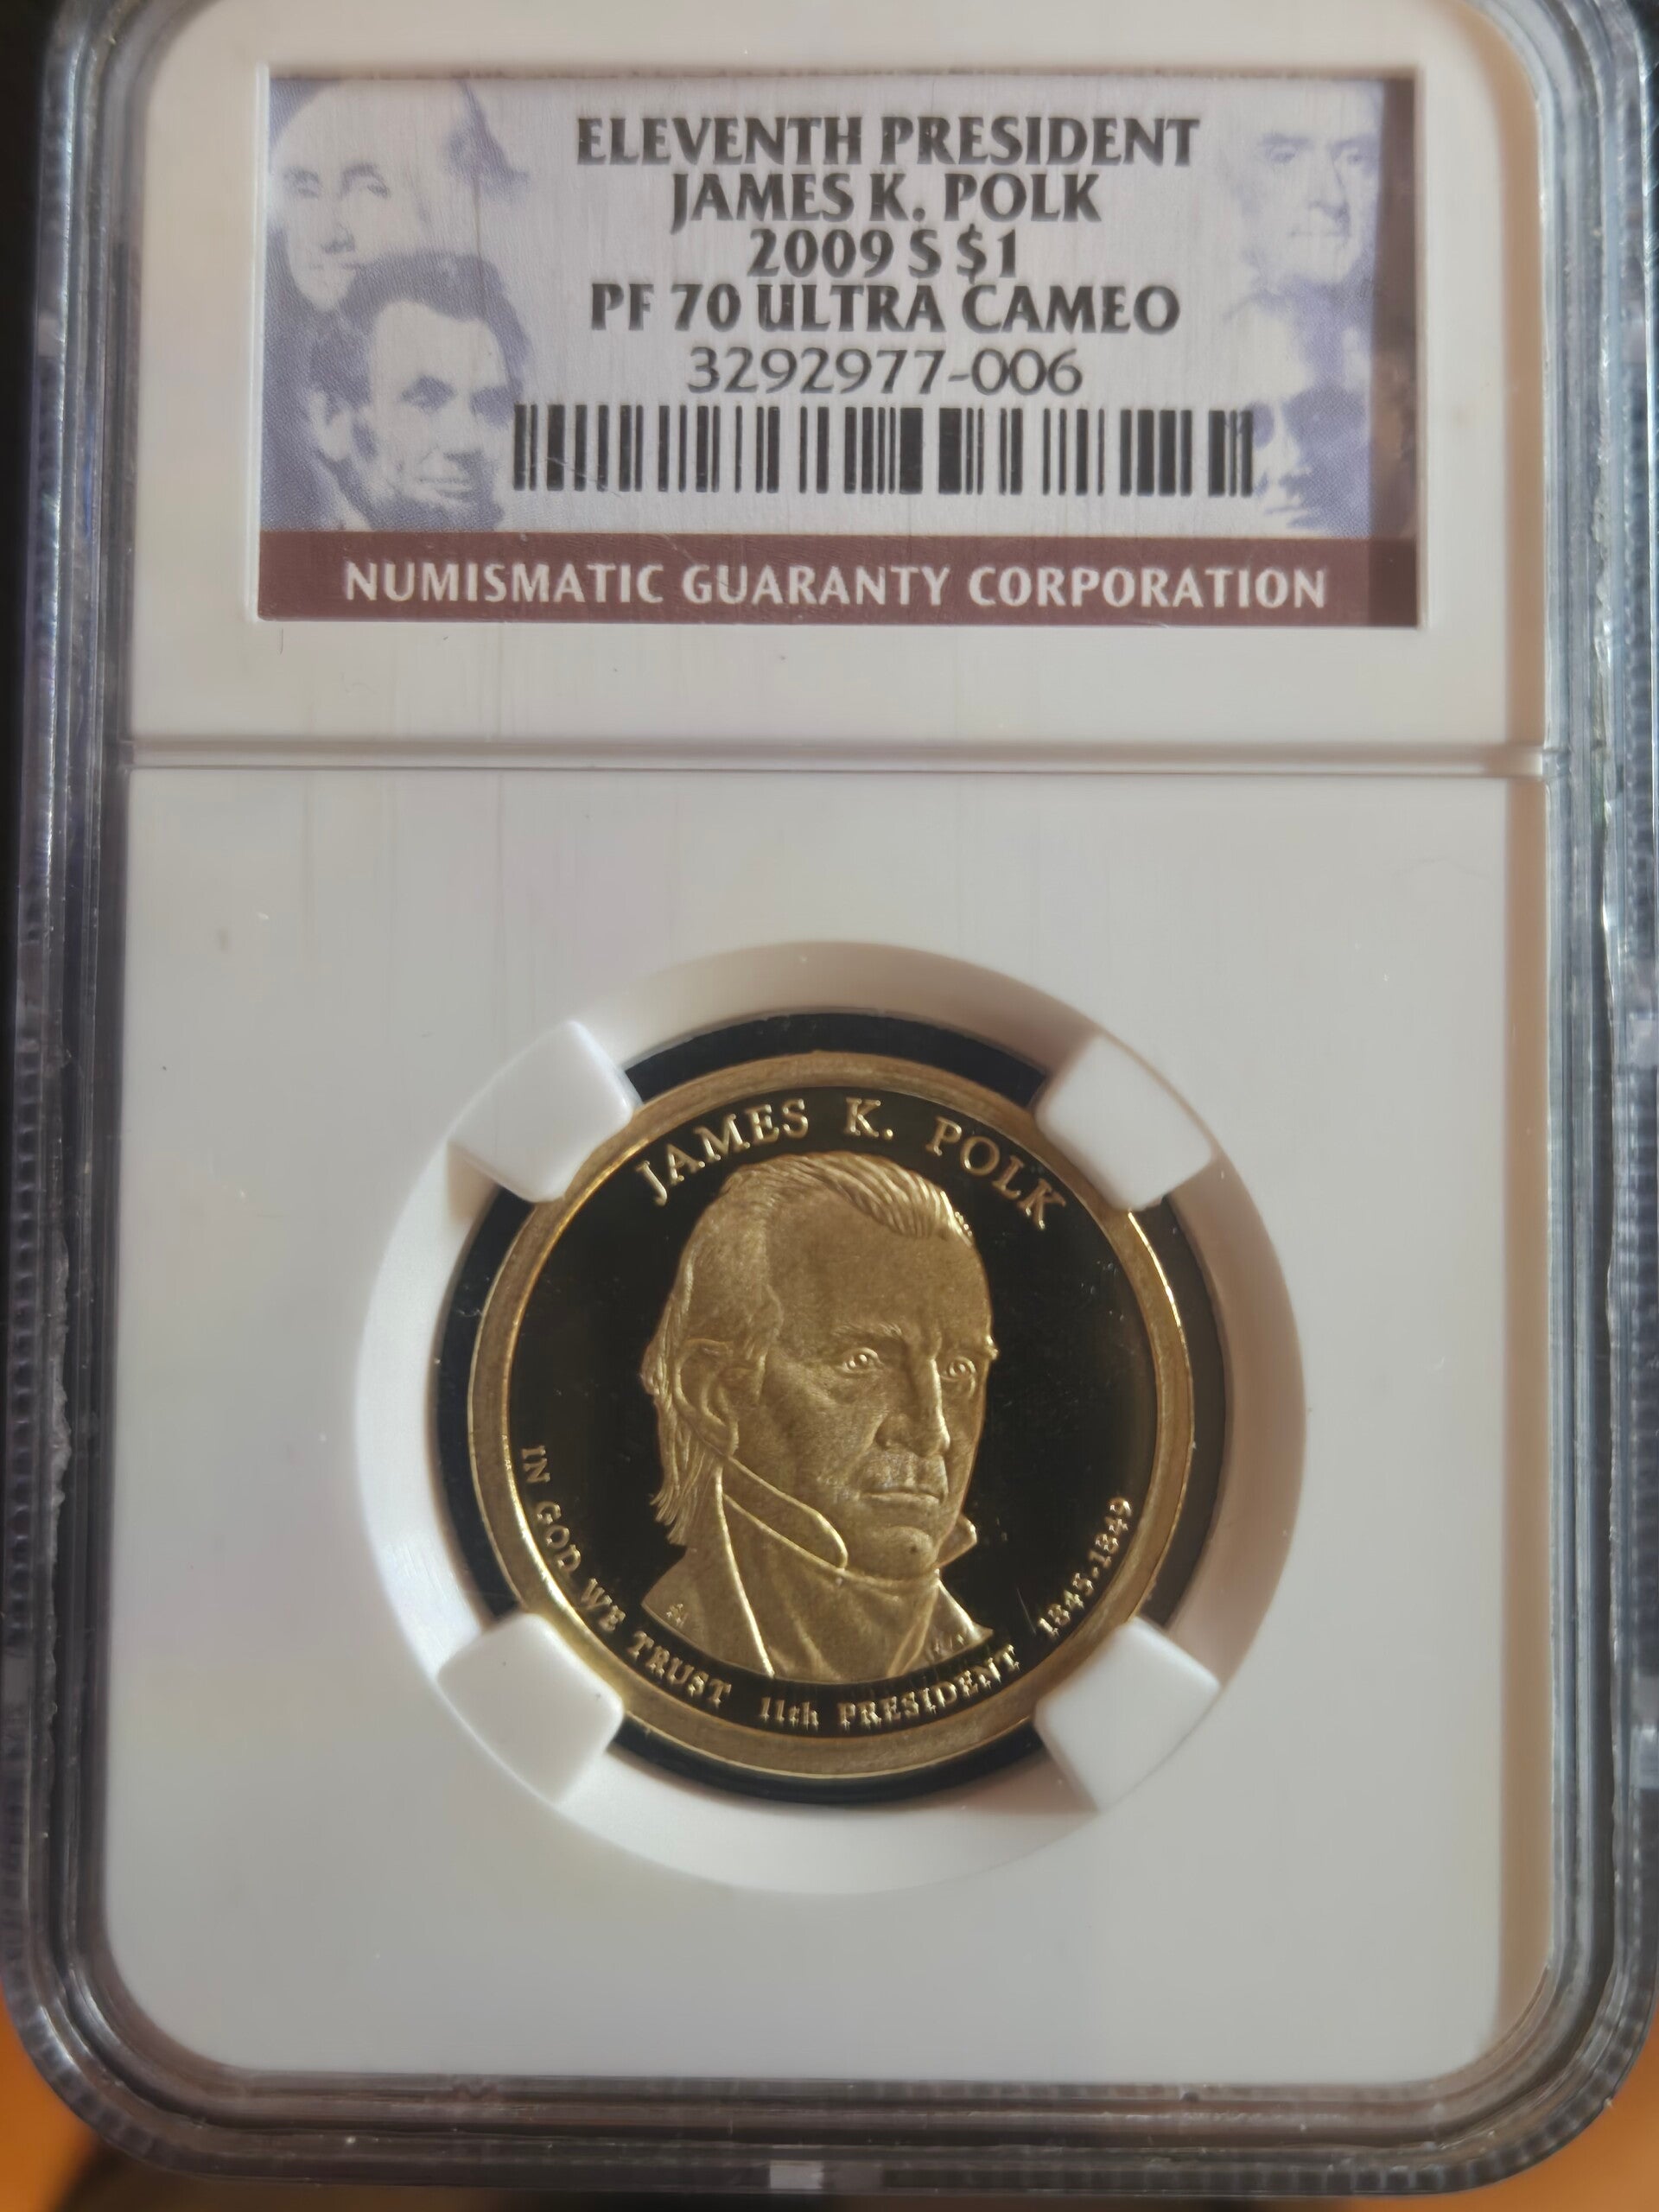 ELEVENTH PRESIDENT
JAMES K. POLK
2009 S $1
PF 70 ULTRA CAMEO
3292977-006
NUMISMATIC GUARANTY CORPORATION
JAMES K. POLK
IN GOD WE TRUST 11th PRESIDENT 1845-1849